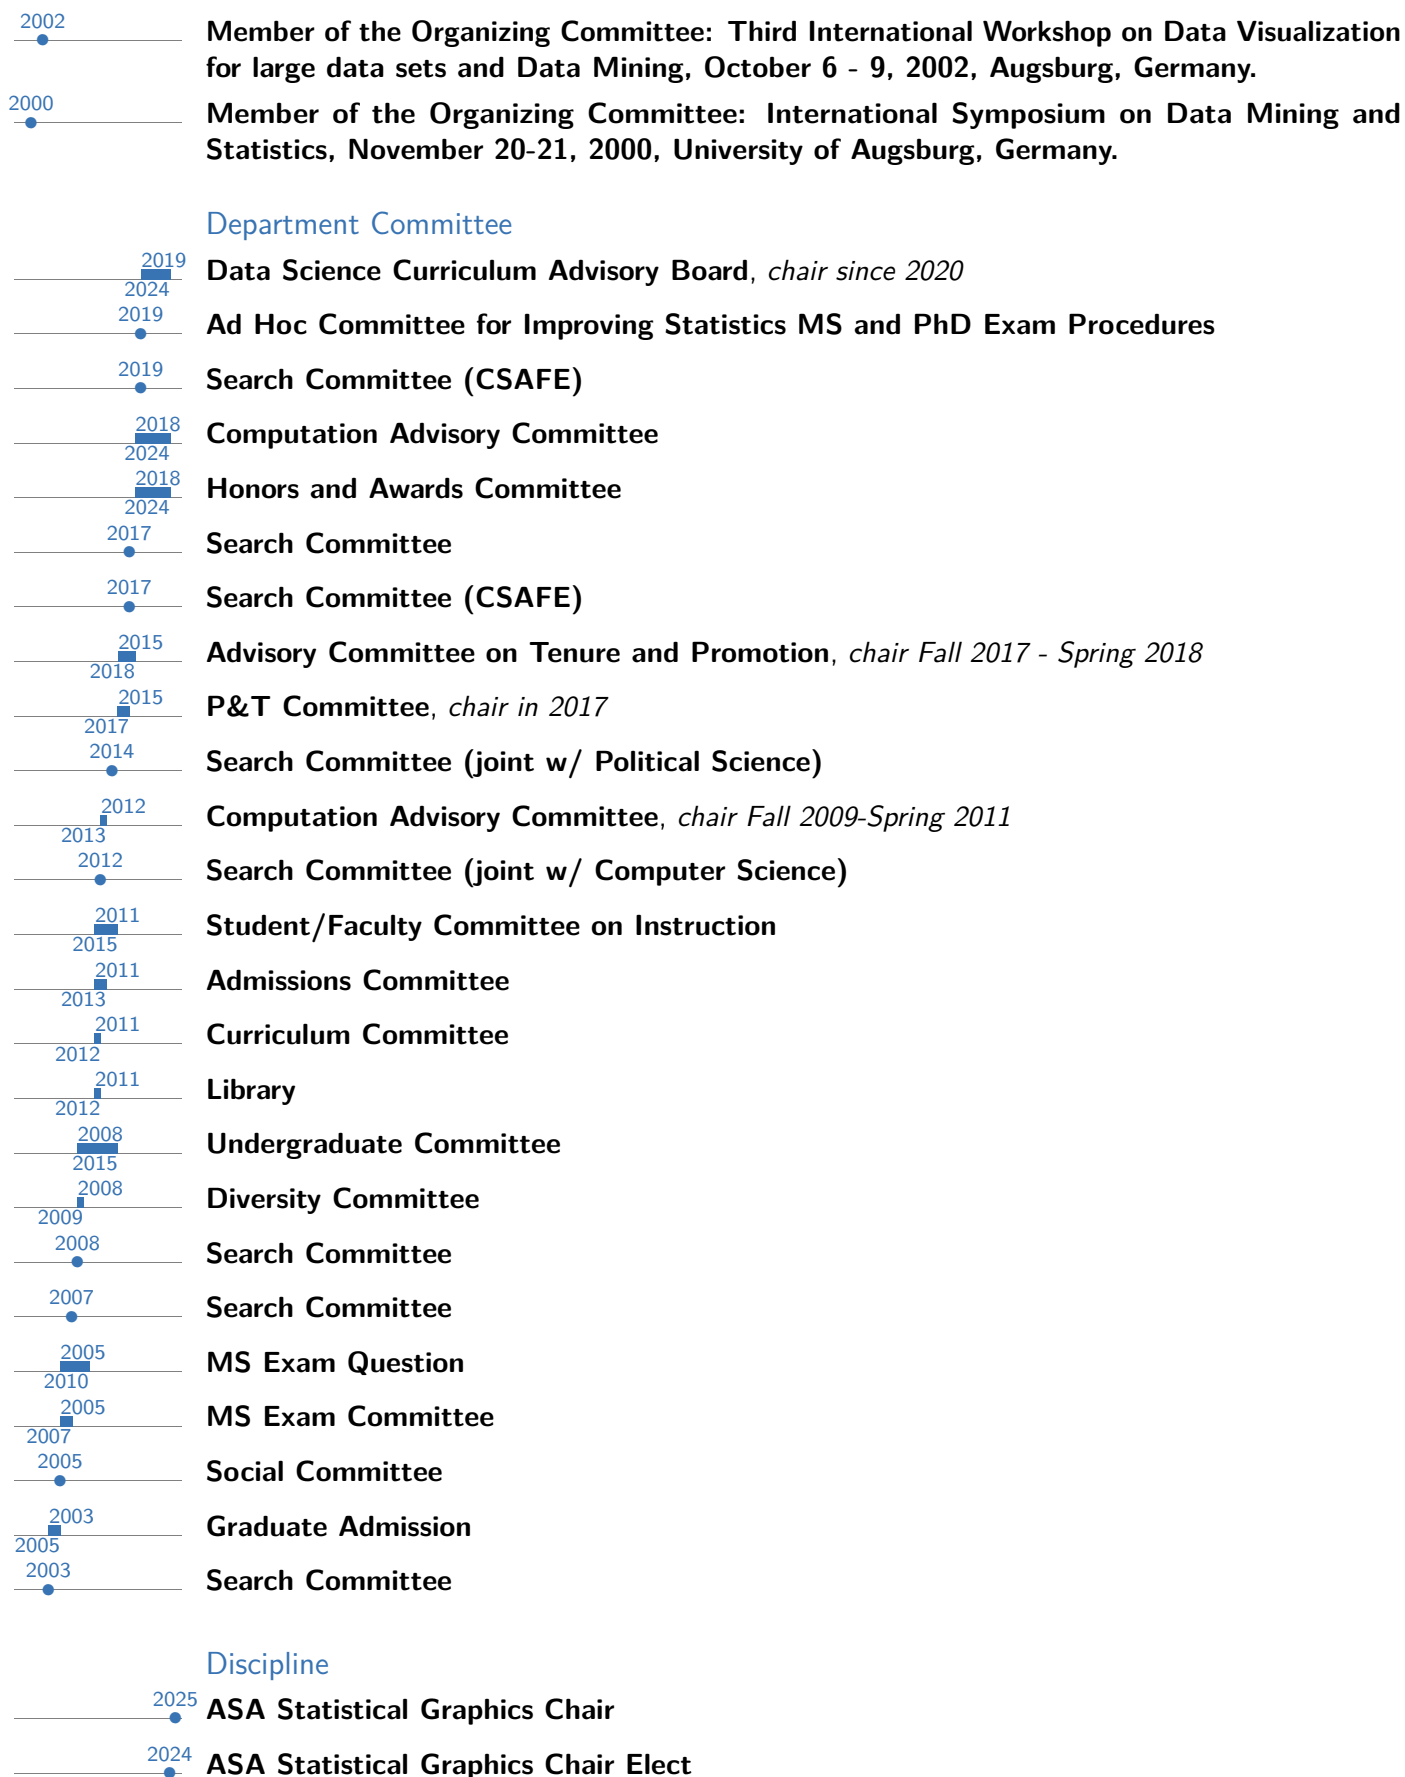 2002
Member of the Organizing Committee: Third International Workshop on Data Visualization
for large data sets and Data Mining, October 6 - 9, 2002, Augsburg, Germany.
2000
Member of the Organizing Committee: International Symposium on Data Mining and
Statistics, November 20-21, 2000, University of Augsburg, Germany.
Department Committee
2019
Data Science Curriculum Advisory Board, chair since 2020
2024
2019
Ad Hoc Committee for Improving Statistics MS and PhD Exam Procedures
2019
Search Committee (CSAFE)
2018
Computation Advisory Committee
2024
2018
Honors and Awards Committee
2024
2017
Search Committee
2017
Search Committee (CSAFE)
2015
Advisory Committee on Tenure and Promotion, chair Fall 2017 - Spring 2018
2018
2015
P&T Committee, chair in 2017
2017
2014
Search Committee (joint w/ Political Science)
2012
Computation Advisory Committee, chair Fall 2009-Spring 2011
2013
2012
Search Committee (joint w/ Computer Science)
2011
Student/Faculty Committee on Instruction
2015
2011
Admissions Committee
2013
2011
Curriculum Committee
2012
2011
Library
2012
2008
Undergraduate Committee
2015
2008
Diversity Committee
2009
2008
Search Committee
2007
Search Committee
2005
MS Exam Question
2010
2005
MS Exam Committee
2007
2005
Social Committee
2003
Graduate Admission
2005
2003
Search Committee
Discipline
2025
ASA Statistical Graphics Chair
2024
ASA Statistical Graphics Chair Elect